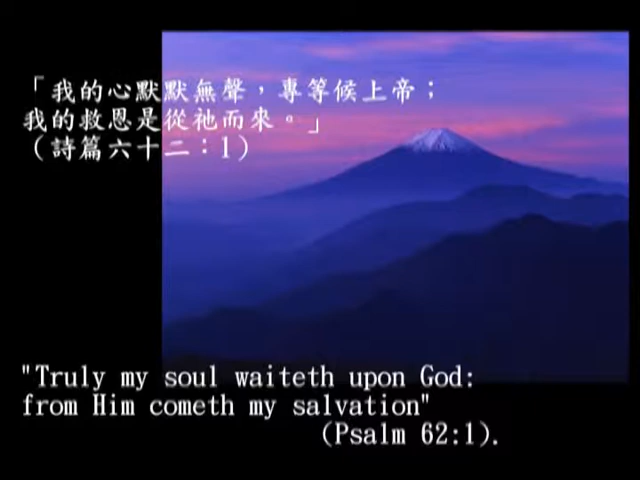 「我的心默默無聲，專等候上帝；
我的救恩是從祂而來。」
（詩篇六十二：1）
"Truly my soul waiteth upon God:
from Him cometh my salvation"
(Psalm 62:1).